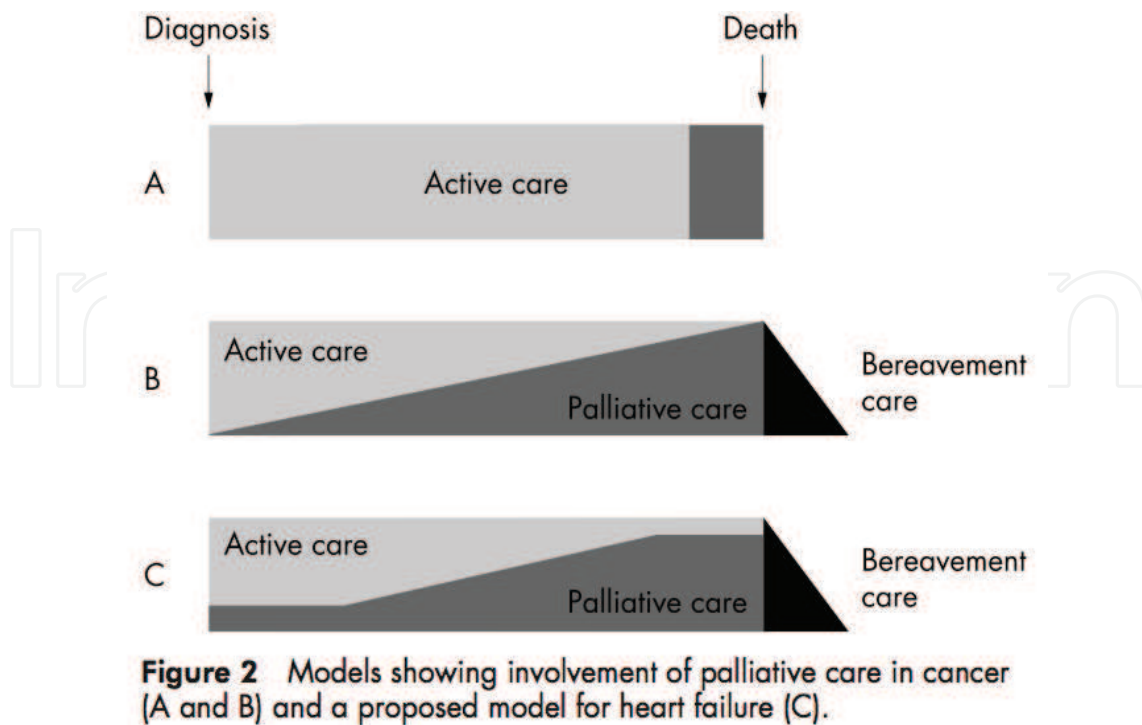 Diagnosis
Death
A
Active care
B
Active care
Palliative care
Bereavement
care
C
Active care
Palliative care
Bereavement
care
Figure 2 Models showing involvement of palliative care in cancer
(A and B) and a proposed model for heart failure (C).